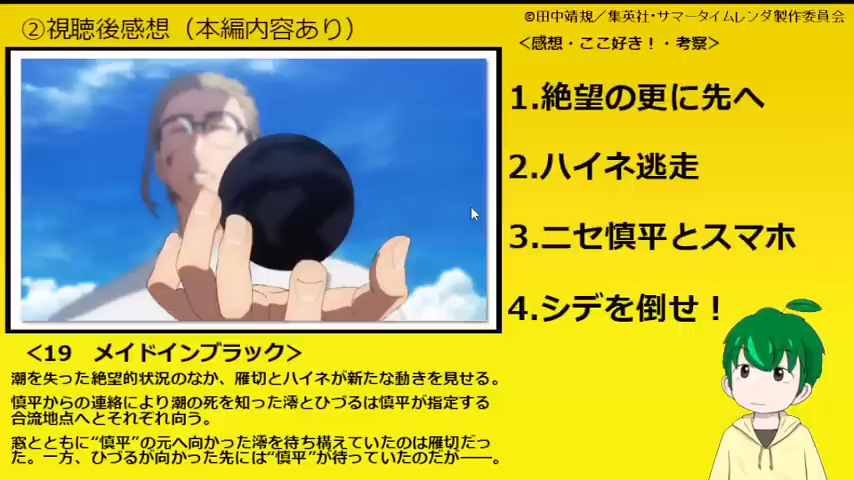 ②視聴後感想（本編内容あり）
©田中靖規／集英社・サマータイムレンダ製作委員会
＜感想・ここ好き！・考察＞
1.絶望の更に先へ
2.ハイネ逃走
3.ニセ慎平とスマホ
4.シデを倒せ！
＜19　メイドインブラック＞
潮を失った絶望的状況のなか、雁切とハイネが新たな動きを見せる。
慎平からの連絡により潮の死を知った澪とひづるは慎平が指定する
合流地点へとそれぞれ向う。
窓とともに“慎平”の元へ向かった澪を待ち構えていたのは雁切だっ
た。一方、ひづるが向かった先には“慎平”が待っていたのだが――。